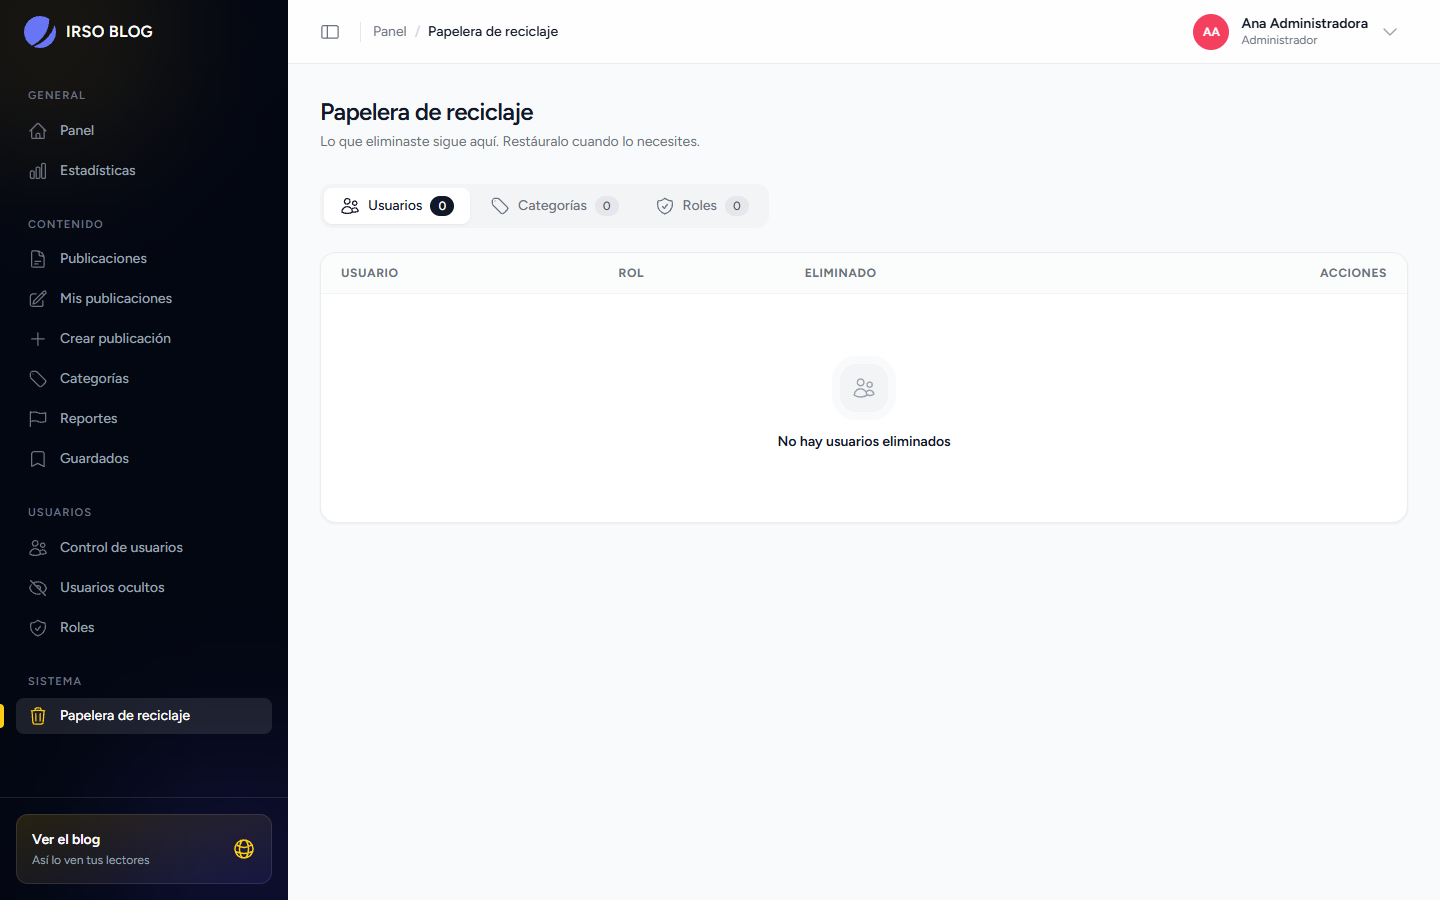 IRSO BLOG
GENERAL
Panel
Estadísticas
CONTENIDO
Publicaciones
Mis publicaciones
Crear publicación
Categorías
Reportes
Guardados
USUARIOS
Control de usuarios
Usuarios ocultos
Roles
SISTEMA
Papelera de reciclaje
Ver el blog
Así lo ven tus lectores
Panel / Papelera de reciclaje
AA
Ana Administradora
Administrador
Papelera de reciclaje
Lo que eliminaste sigue aquí. Restáuralo cuando lo necesites.
Usuarios 0 Categorías 0 Roles 0
USUARIO ROL ELIMINADO ACCIONES
No hay usuarios eliminados